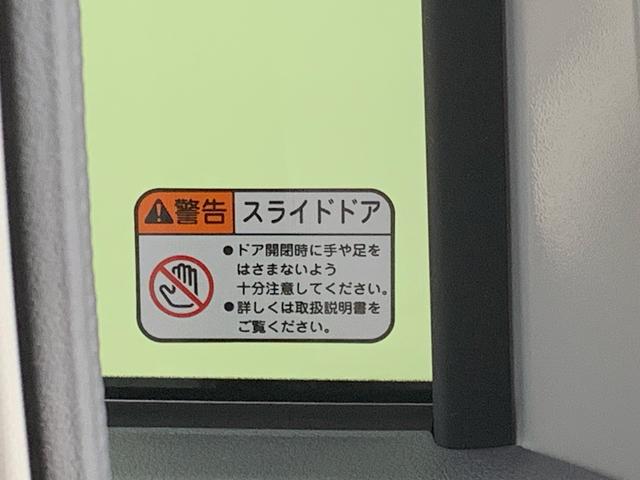 警告 スライドドア
●ドア開閉時に手や足を
はさまないよう
十分注意してください。
●詳しくは取扱説明書を
ご覧ください。